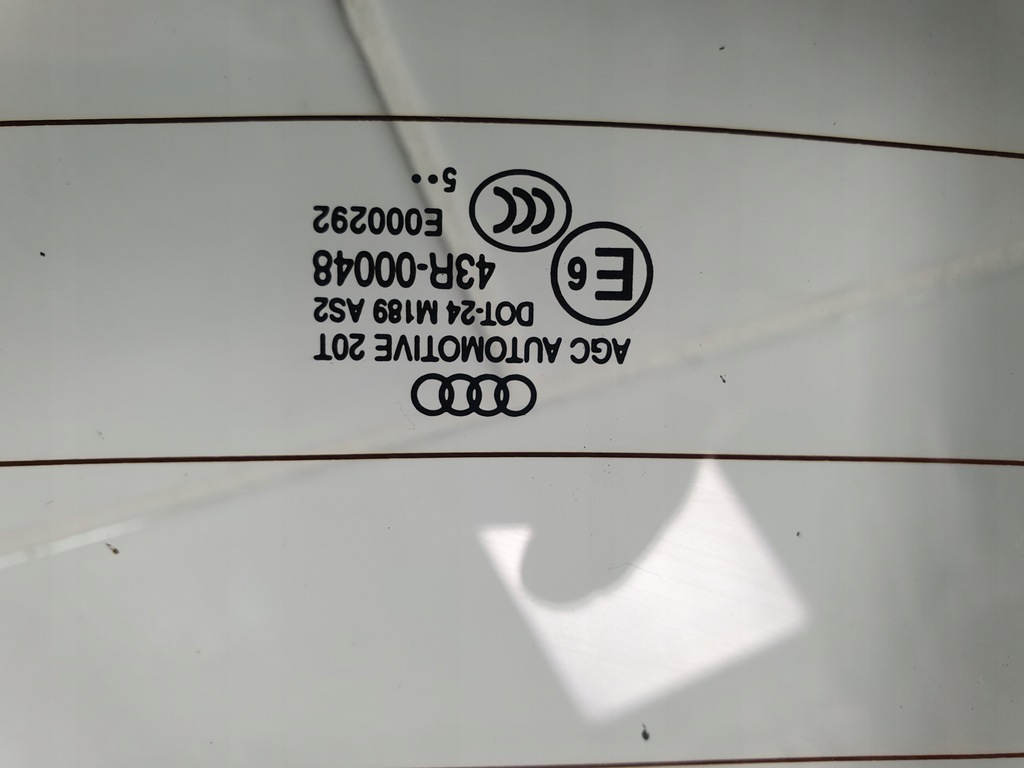 AGC AUTOMOTIVE 20T
DOT-24 M189 AS2
E6 43R-00048
CCC E000292
5••